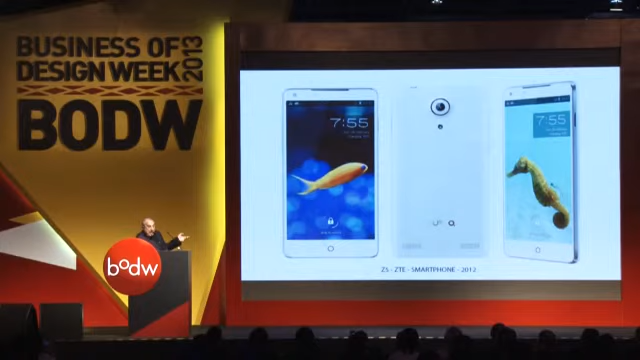 BUSINESS OF
DESIGN WEEK
2013
BODW
bodw
7:55
7:55
Z5 - ZTE - SMARTPHONE - 2012